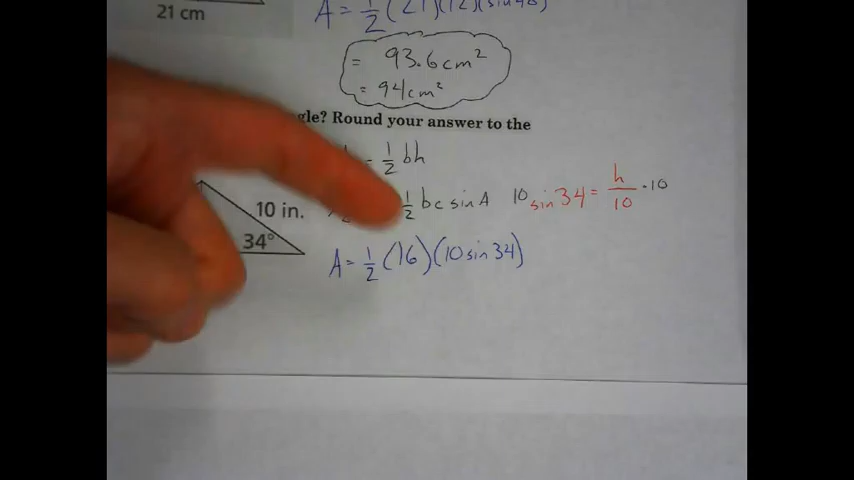 21 cm
A = 1/2 (21)(12)(sin 48)
= 93.6 cm²
= 94 cm²
gle? Round your answer to the
= 1/2 bh
1/2 bc sin A 10 sin 34 = h/10 · 10
10 in.
34°
A = 1/2 (16)(10 sin 34)